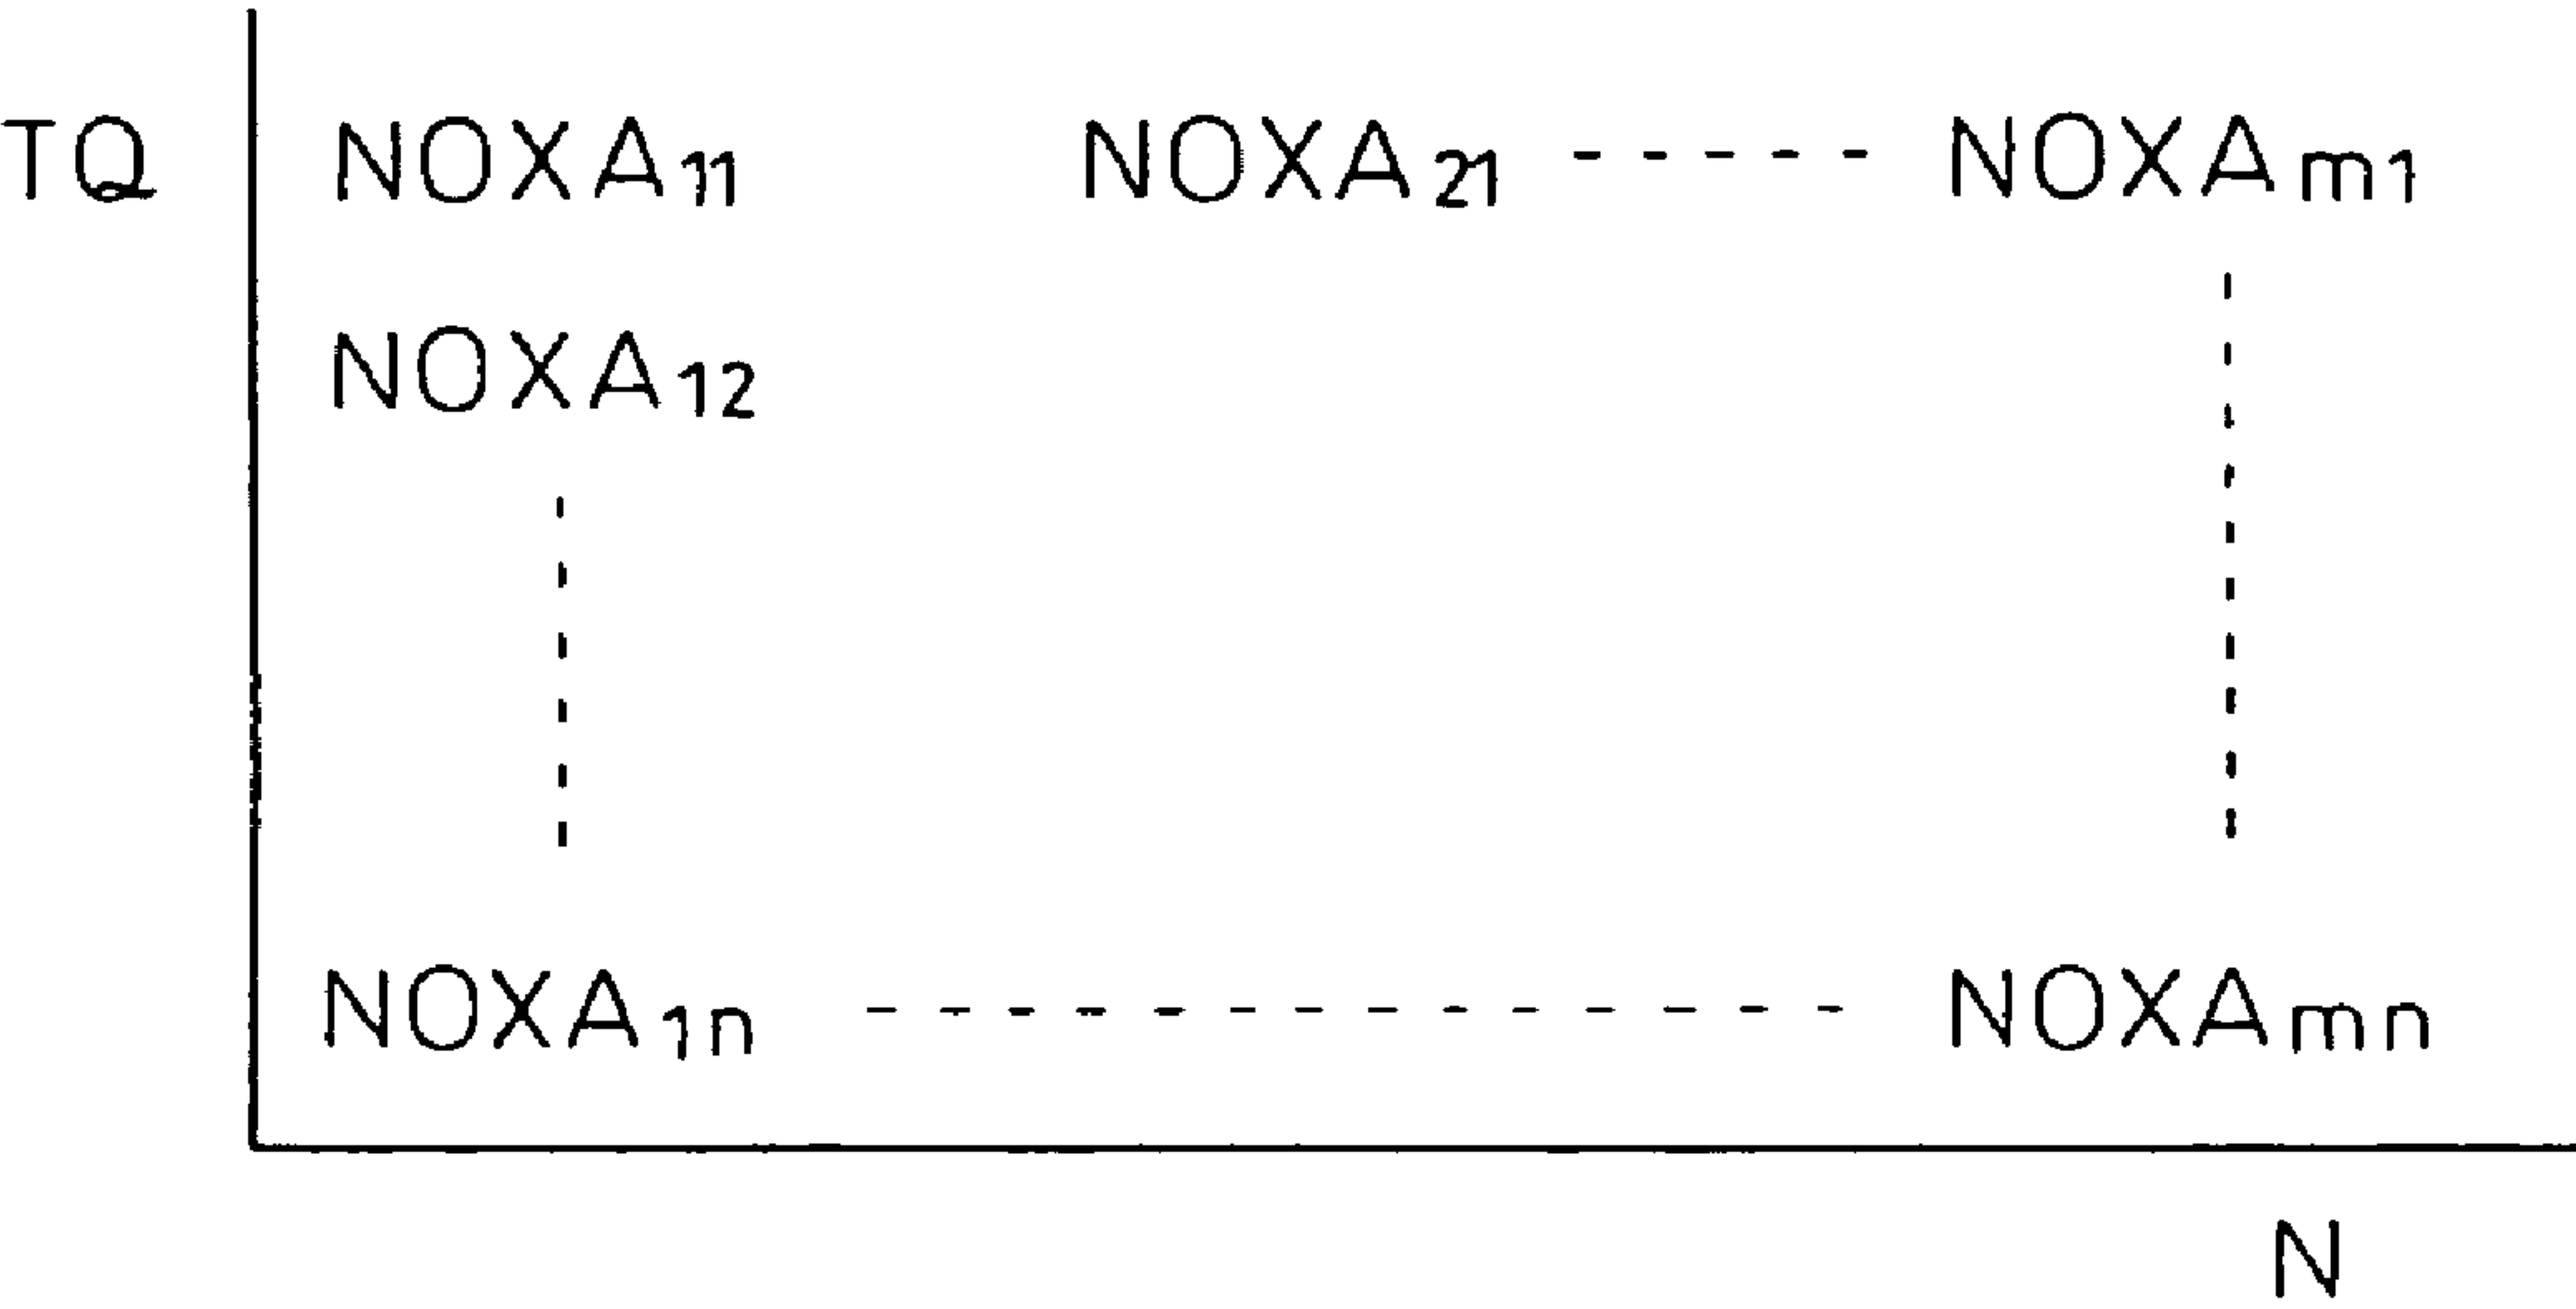 TQ NOXA₁₁ NOXA₂₁ ----- NOXAₘ₁
NOXA₁₂
NOXA₁ₙ -------------- NOXAₘₙ
N